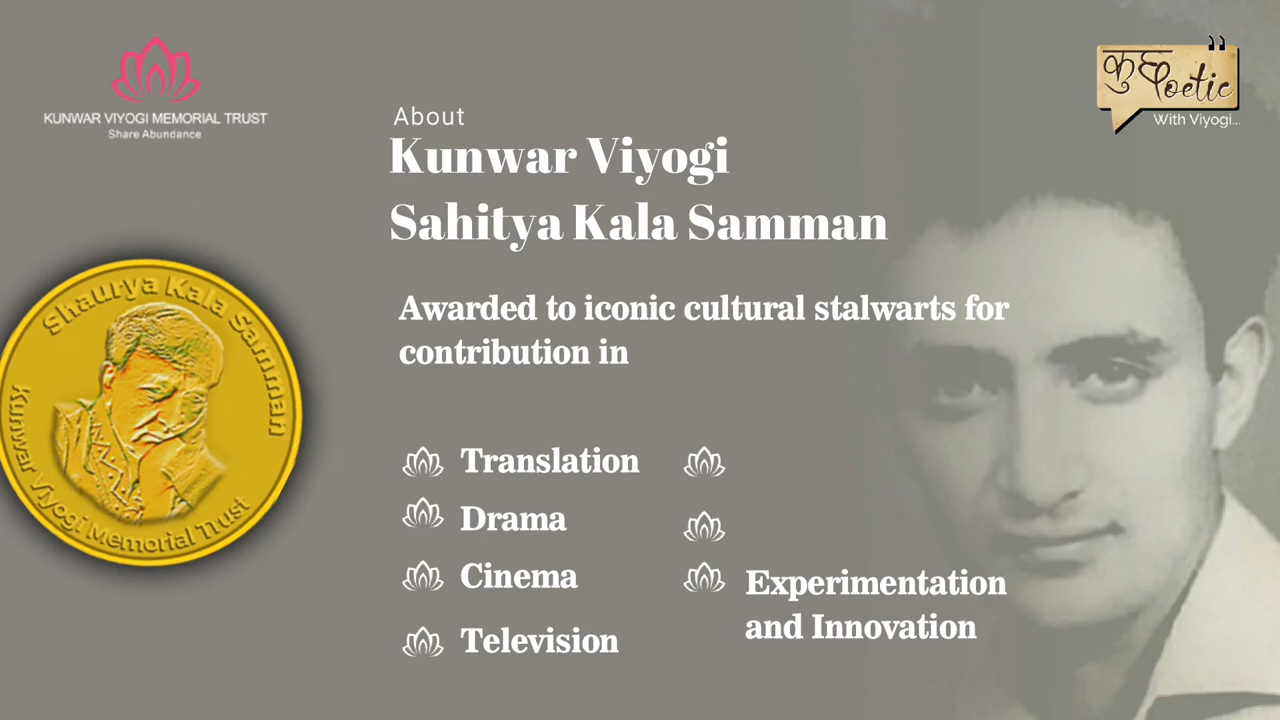 KUNWAR VIYOGI MEMORIAL TRUST
Share Abundance
कुछ Poetic
With Viyogi...
About
Kunwar Viyogi
Sahitya Kala Samman
Awarded to iconic cultural stalwarts for
contribution in
Shaurya Kala Samman
Kunwar Viyogi Memorial Trust
Translation
Drama
Cinema
Television
Experimentation
and Innovation